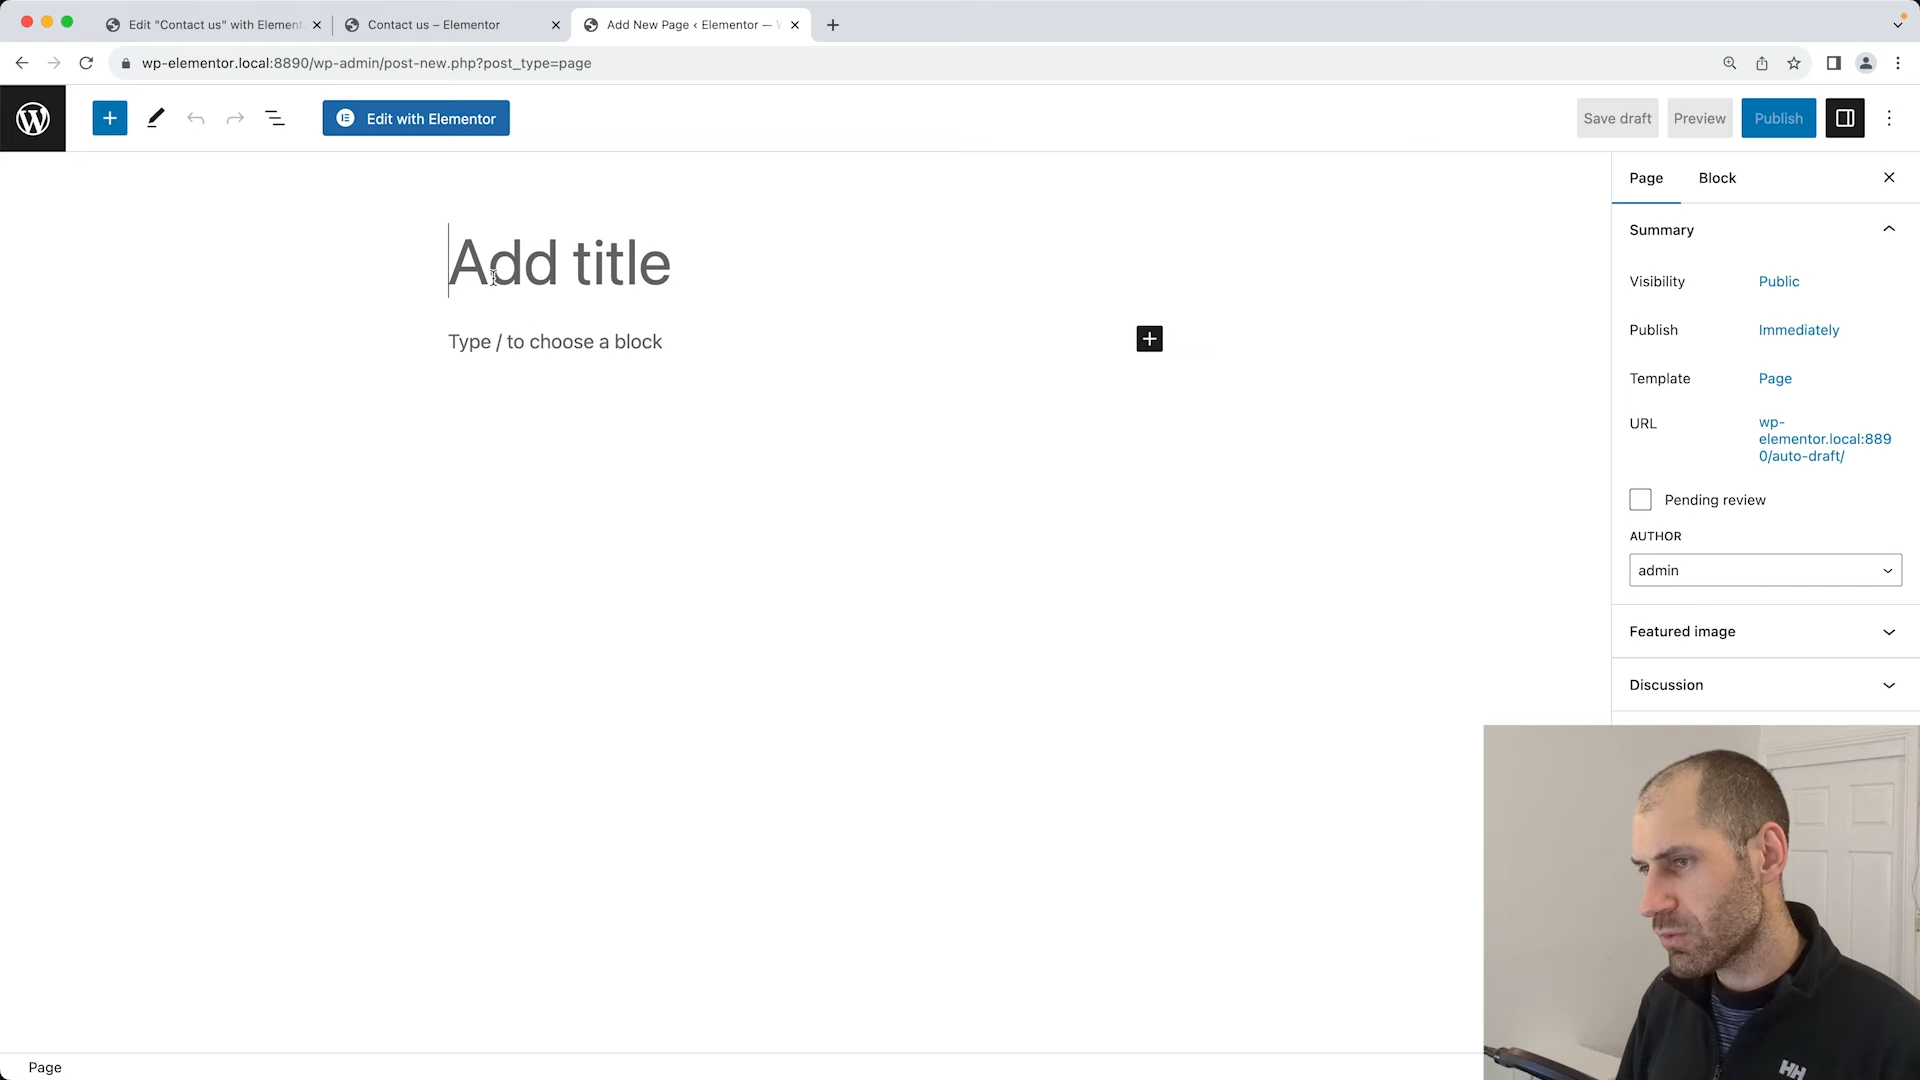 Edit "Contact us" with Element
Contact us – Elementor
Add New Page ‹ Elementor —
wp-elementor.local:8890/wp-admin/post-new.php?post_type=page
Edit with Elementor
Save draft
Preview
Publish
Add title
Type / to choose a block
Page
Block
Summary
Visibility
Public
Publish
Immediately
Template
Page
URL
wp-
elementor.local:889
0/auto-draft/
Pending review
AUTHOR
admin
Featured image
Discussion
HH
Page